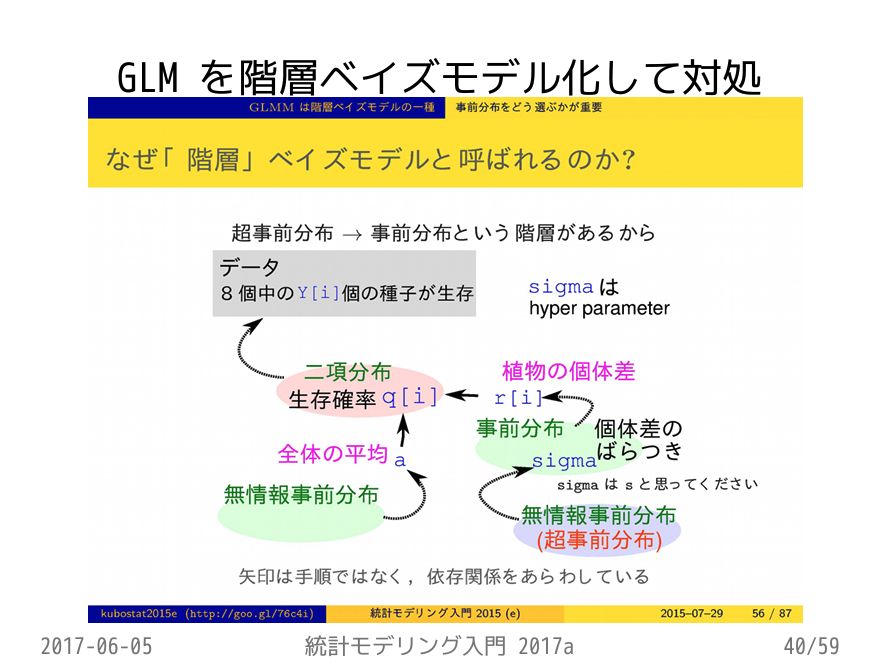 GLM を階層ベイズモデル化して対処
GLMM は階層ベイズモデルの一種 事前分布をどう選ぶかが重要
なぜ「階層」ベイズモデルと呼ばれるのか?
超事前分布 → 事前分布という階層があるから
データ
8 個中のY[i]個の種子が生存
sigma は
hyper parameter
二項分布
生存確率 q[i]
植物の個体差
r[i]
事前分布
個体差の
ばらつき
sigma
全体の平均 a
sigma は s と思ってください
無情報事前分布
無情報事前分布
(超事前分布)
矢印は手順ではなく，依存関係をあらわしている
kubostat2015e (http://goo.gl/76c4i) 統計モデリング入門 2015 (e) 2015–07–29 56 / 87
2017-06-05 統計モデリング入門 2017a 40/59